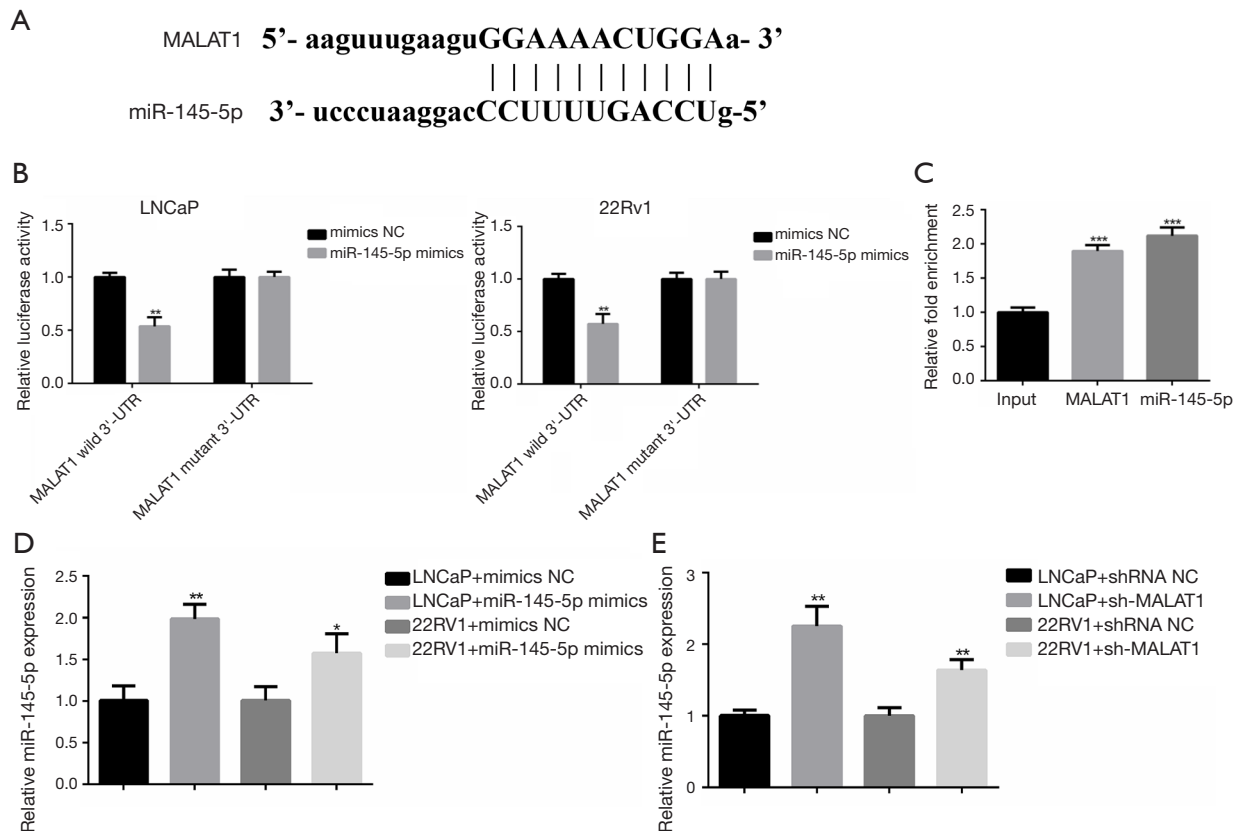 A
MALAT1 5’- aaguuugaaguGGAAAACUGGAa- 3’
miR-145-5p 3’- ucccuaaggacCCUUUUGACCUg-5’
B
LNCaP
Relative luciferase activity
1.5
1.0
0.5
0.0
**
MALAT1 wild 3'-UTR
MALAT1 mutant 3'-UTR
mimics NC
miR-145-5p mimics
22Rv1
Relative luciferase activity
1.5
1.0
0.5
0.0
**
MALAT1 wild 3'-UTR
MALAT1 mutant 3'-UTR
mimics NC
miR-145-5p mimics
C
Relative fold enrichment
2.5
2.0
1.0
0.5
0.0
***
***
Input MALAT1 miR-145-5p
D
Relative miR-145-5p expression
2.5
2.0
1.5
1.0
0.5
0.0
**
*
LNCaP+mimics NC
LNCaP+miR-145-5p mimics
22RV1+mimics NC
22RV1+miR-145-5p mimics
E
Relative miR-145-5p expression
3
2
1
0
**
**
LNCaP+shRNA NC
LNCaP+sh-MALAT1
22RV1+shRNA NC
22RV1+sh-MALAT1